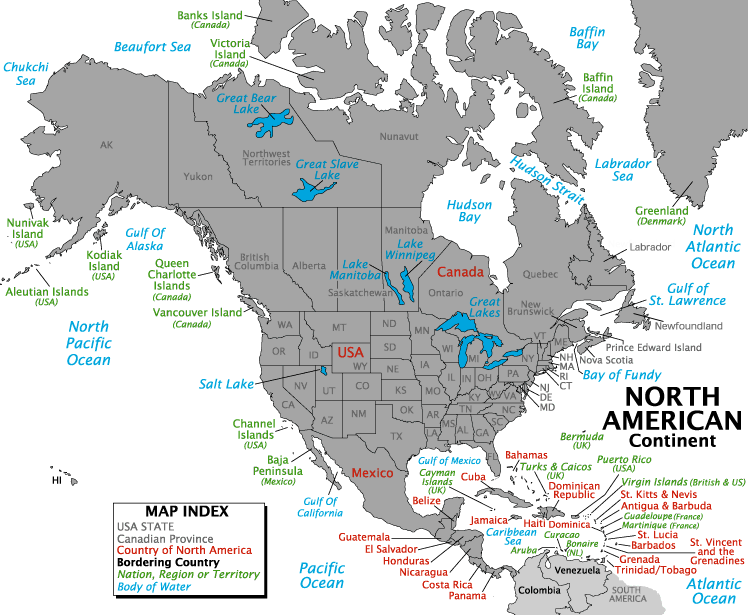 Banks Island
(Canada)
Beaufort Sea
Victoria
Island
(Canada)
Baffin
Bay
Chukchi
Sea
Baffin
Island
(Canada)
Great Bear
Lake
Nunavut
AK
Northwest
Territories
Yukon
Great Slave
Lake
Hudson Strait
Labrador
Sea
Hudson
Bay
Greenland
(Denmark)
Nunivak
Island
(USA)
Gulf Of
Alaska
Kodiak
Island
(USA)
Manitoba
Lake
Winnipeg
North
Atlantic
Ocean
Labrador
Queen
Charlotte
Islands
(Canada)
British
Columbia
Alberta
Lake
Manitoba
Saskatchewan
Canada
Ontario
Quebec
Aleutian Islands
(USA)
Vancouver Island
(Canada)
Great
Lakes
New
Brunswick
Gulf of
St. Lawrence
Newfoundland
North
Pacific
Ocean
WA
MT
ND
MN
VT
ME
Prince Edward Island
OR
ID
USA
SD
WI
MI
NY
NH
MA
RI
CT
Nova Scotia
Bay of Fundy
WY
NE
IA
PA
Salt Lake
NV
UT
CO
KS
MO
IL
IN
OH
WV
VA
KY
NJ
DE
MD
CA
AZ
NM
OK
AR
TN
NC
SC
MS
AL
GA
LA
TX
FL
NORTH
AMERICAN
Continent
Channel
Islands
(USA)
Baja
Peninsula
(Mexico)
Gulf Of
California
Mexico
Gulf of Mexico
Bermuda
(UK)
Bahamas
Cayman
Islands
(UK)
Cuba
Turks & Caicos
(UK)
Puerto Rico
(USA)
Dominican
Republic
Virgin Islands (British & US)
St. Kitts & Nevis
Antigua & Barbuda
Guadeloupe (France)
Martinique (France)
HI
Belize
Jamaica
Haiti
Dominica
Caribbean
Sea
Curacao
Aruba
Bonaire
(NL)
St. Lucia
Barbados
St. Vincent
and the
Grenadines
Grenada
Trinidad/Tobago
Guatemala
El Salvador
Honduras
Nicaragua
Costa Rica
Panama
Pacific
Ocean
Venezuela
Colombia
SOUTH
AMERICA
Atlantic
Ocean
MAP INDEX
USA STATE
Canadian Province
Country of North America
Bordering Country
Nation, Region or Territory
Body of Water